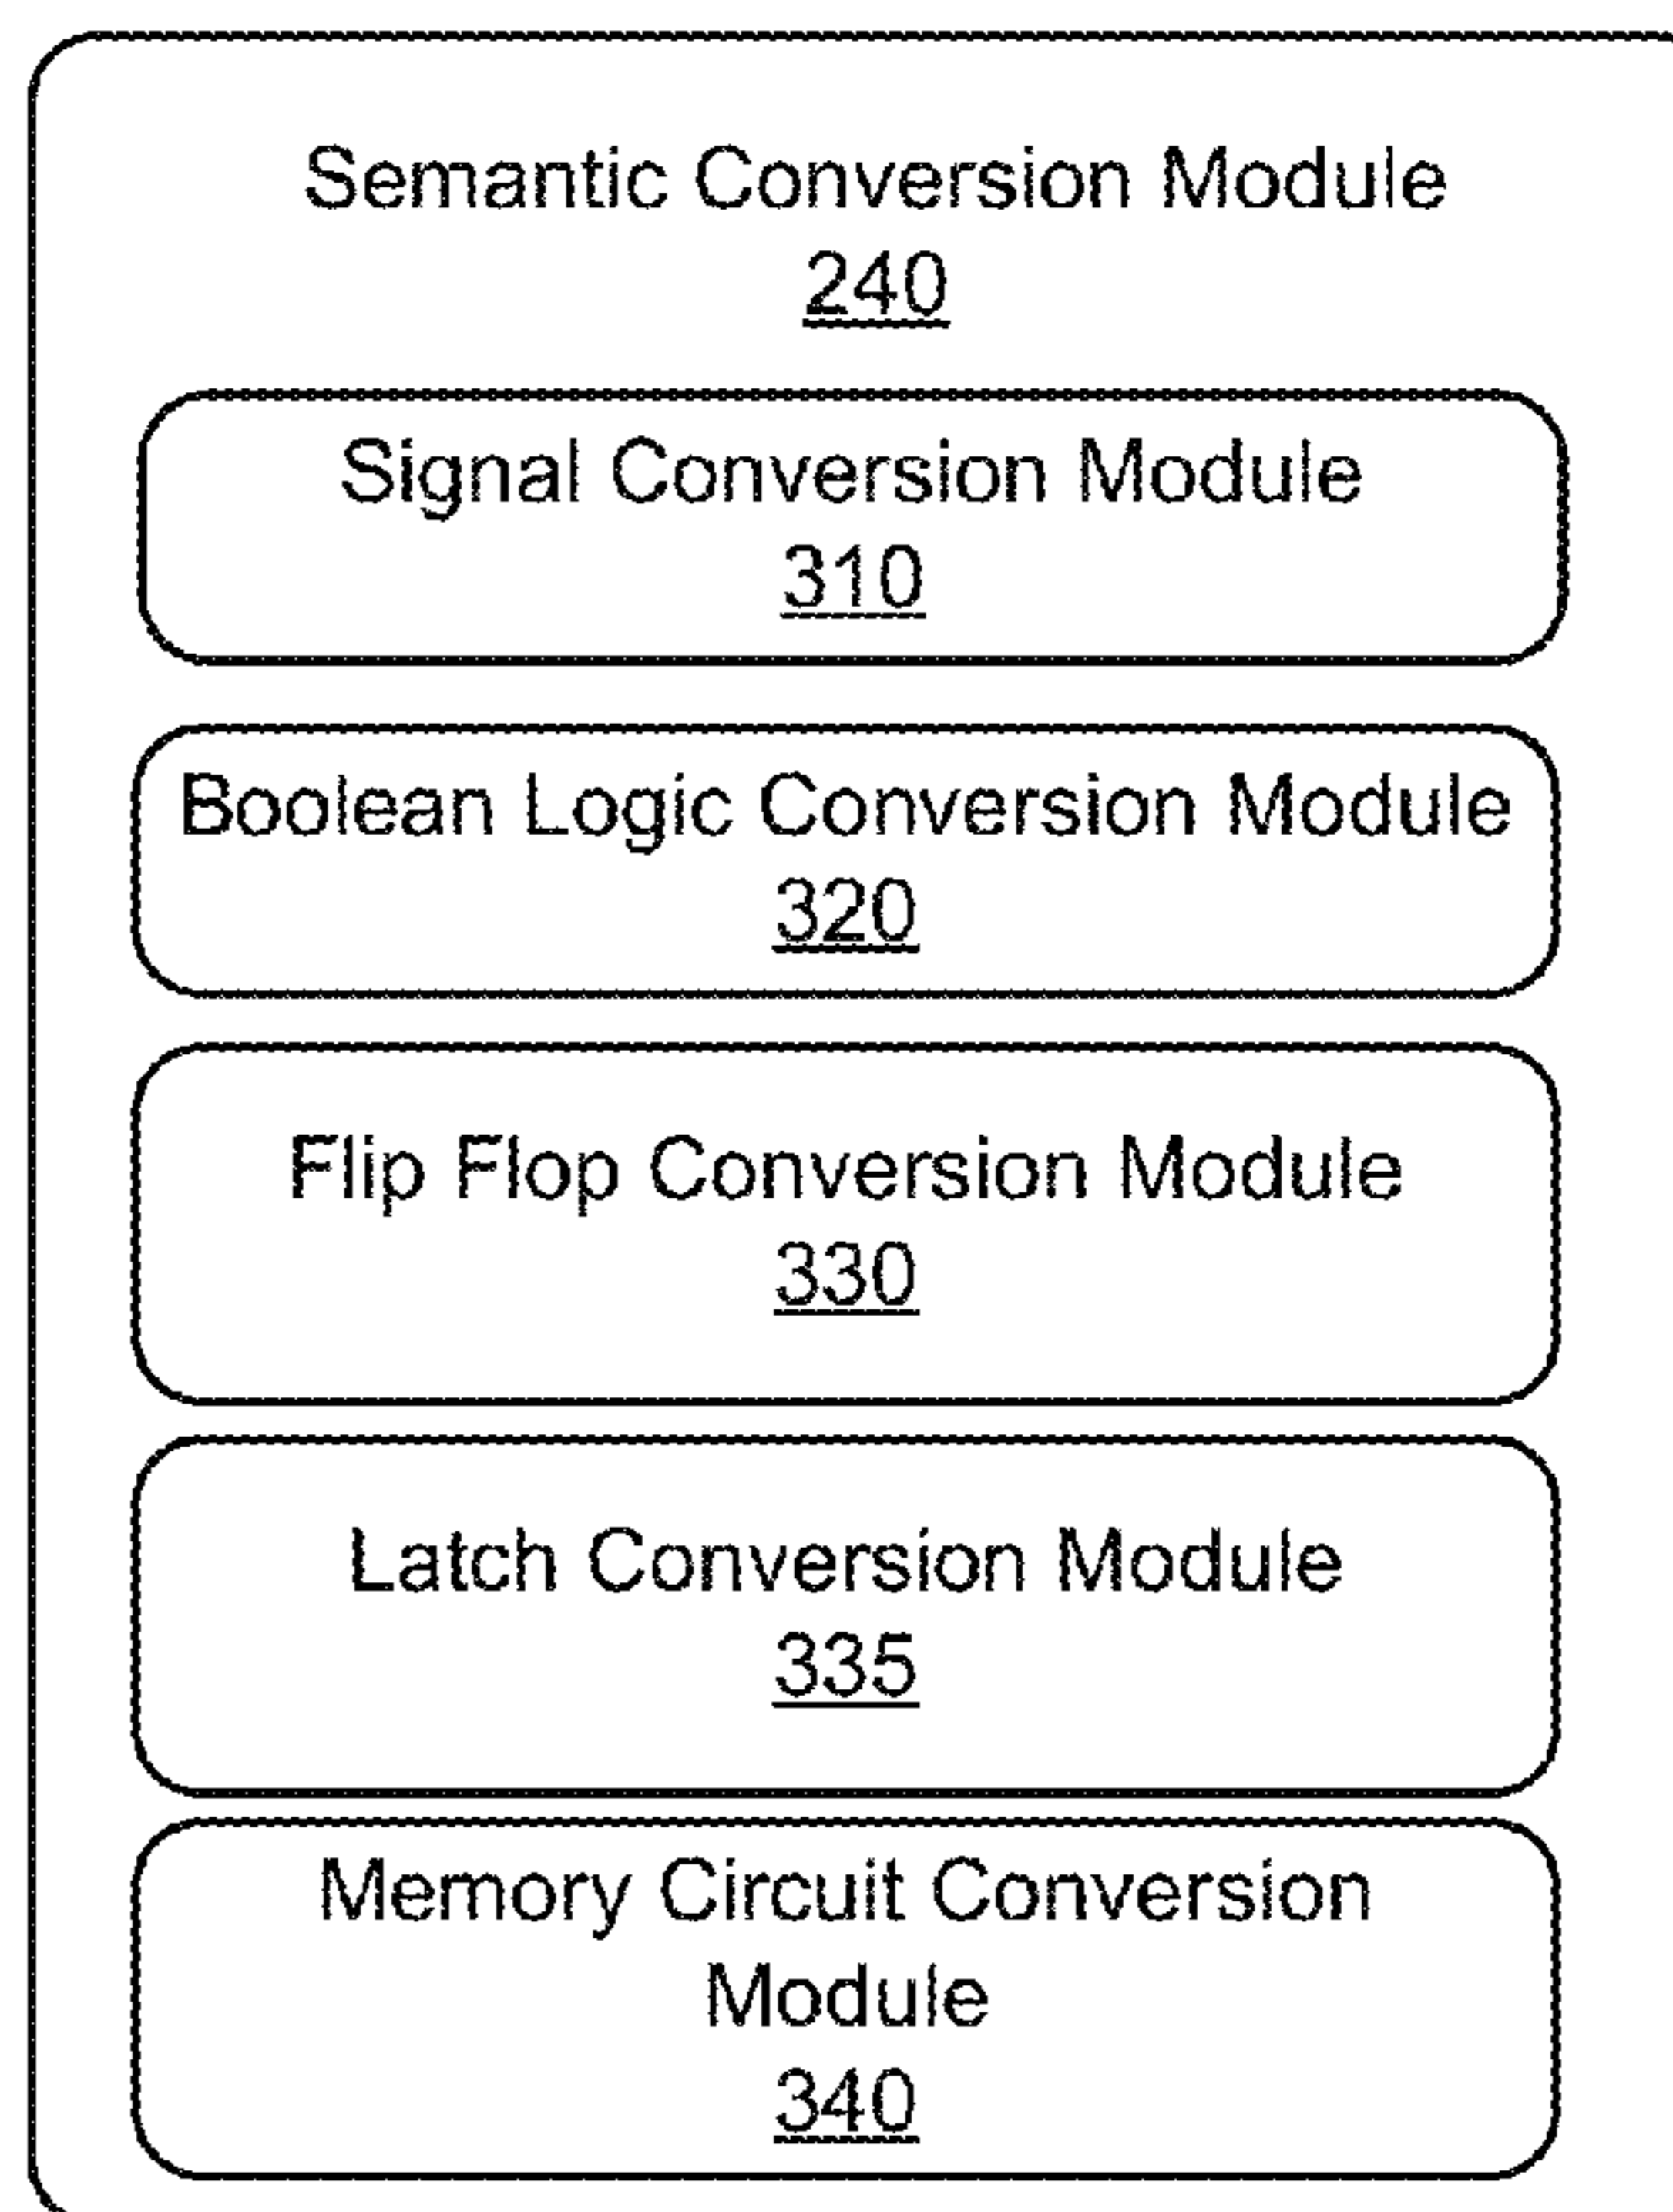 Semantic Conversion Module
240
Signal Conversion Module
310
Boolean Logic Conversion Module
320
Flip Flop Conversion Module
330
Latch Conversion Module
335
Memory Circuit Conversion
Module
340